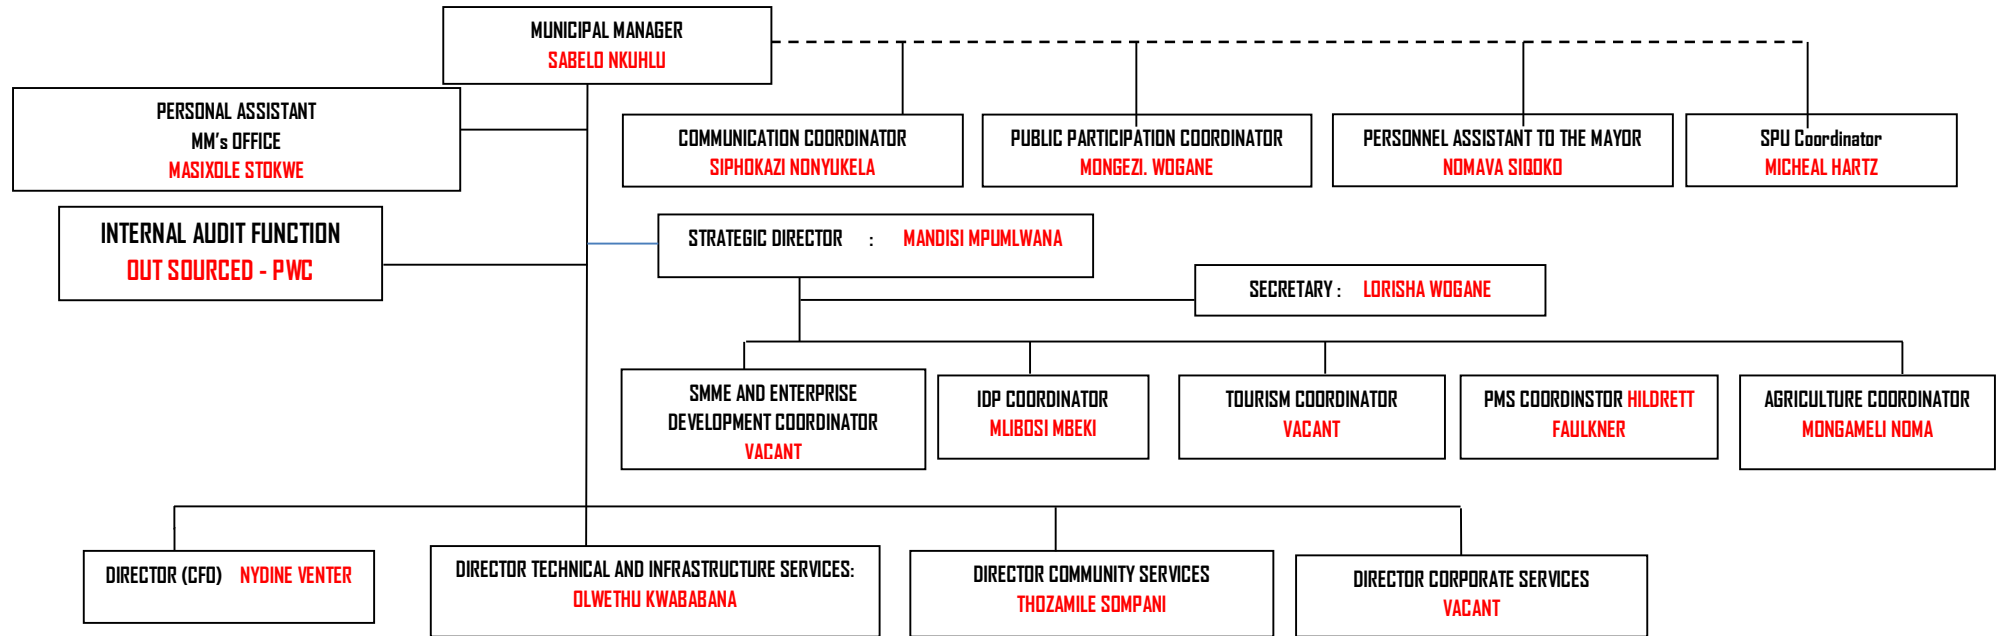 MUNICIPAL MANAGER
SABELO NKUHLU
PERSONAL ASSISTANT
MM's OFFICE
MASIXOLE STOKWE
COMMUNICATION COORDINATOR
SIPHOKAZI NONYUKELA
PUBLIC PARTICIPATION COORDINATOR
MONGEZI. WOGANE
PERSONNEL ASSISTANT TO THE MAYOR
NOMAVA SIQOKO
SPU Coordinator
MICHEAL HARTZ
INTERNAL AUDIT FUNCTION
OUT SOURCED - PWC
STRATEGIC DIRECTOR : MANDISI MPUMLWANA
SECRETARY : LORISHA WOGANE
SMME AND ENTERPRISE
DEVELOPMENT COORDINATOR
VACANT
IDP COORDINATOR
MLIBOSI MBEKI
TOURISM COORDINATOR
VACANT
PMS COORDINSTOR HILDRETT
FAULKNER
AGRICULTURE COORDINATOR
MONGAMELI NOMA
DIRECTOR (CFO) NYDINE VENTER
DIRECTOR TECHNICAL AND INFRASTRUCTURE SERVICES:
OLWETHU KWABABANA
DIRECTOR COMMUNITY SERVICES
THOZAMILE SOMPANI
DIRECTOR CORPORATE SERVICES
VACANT